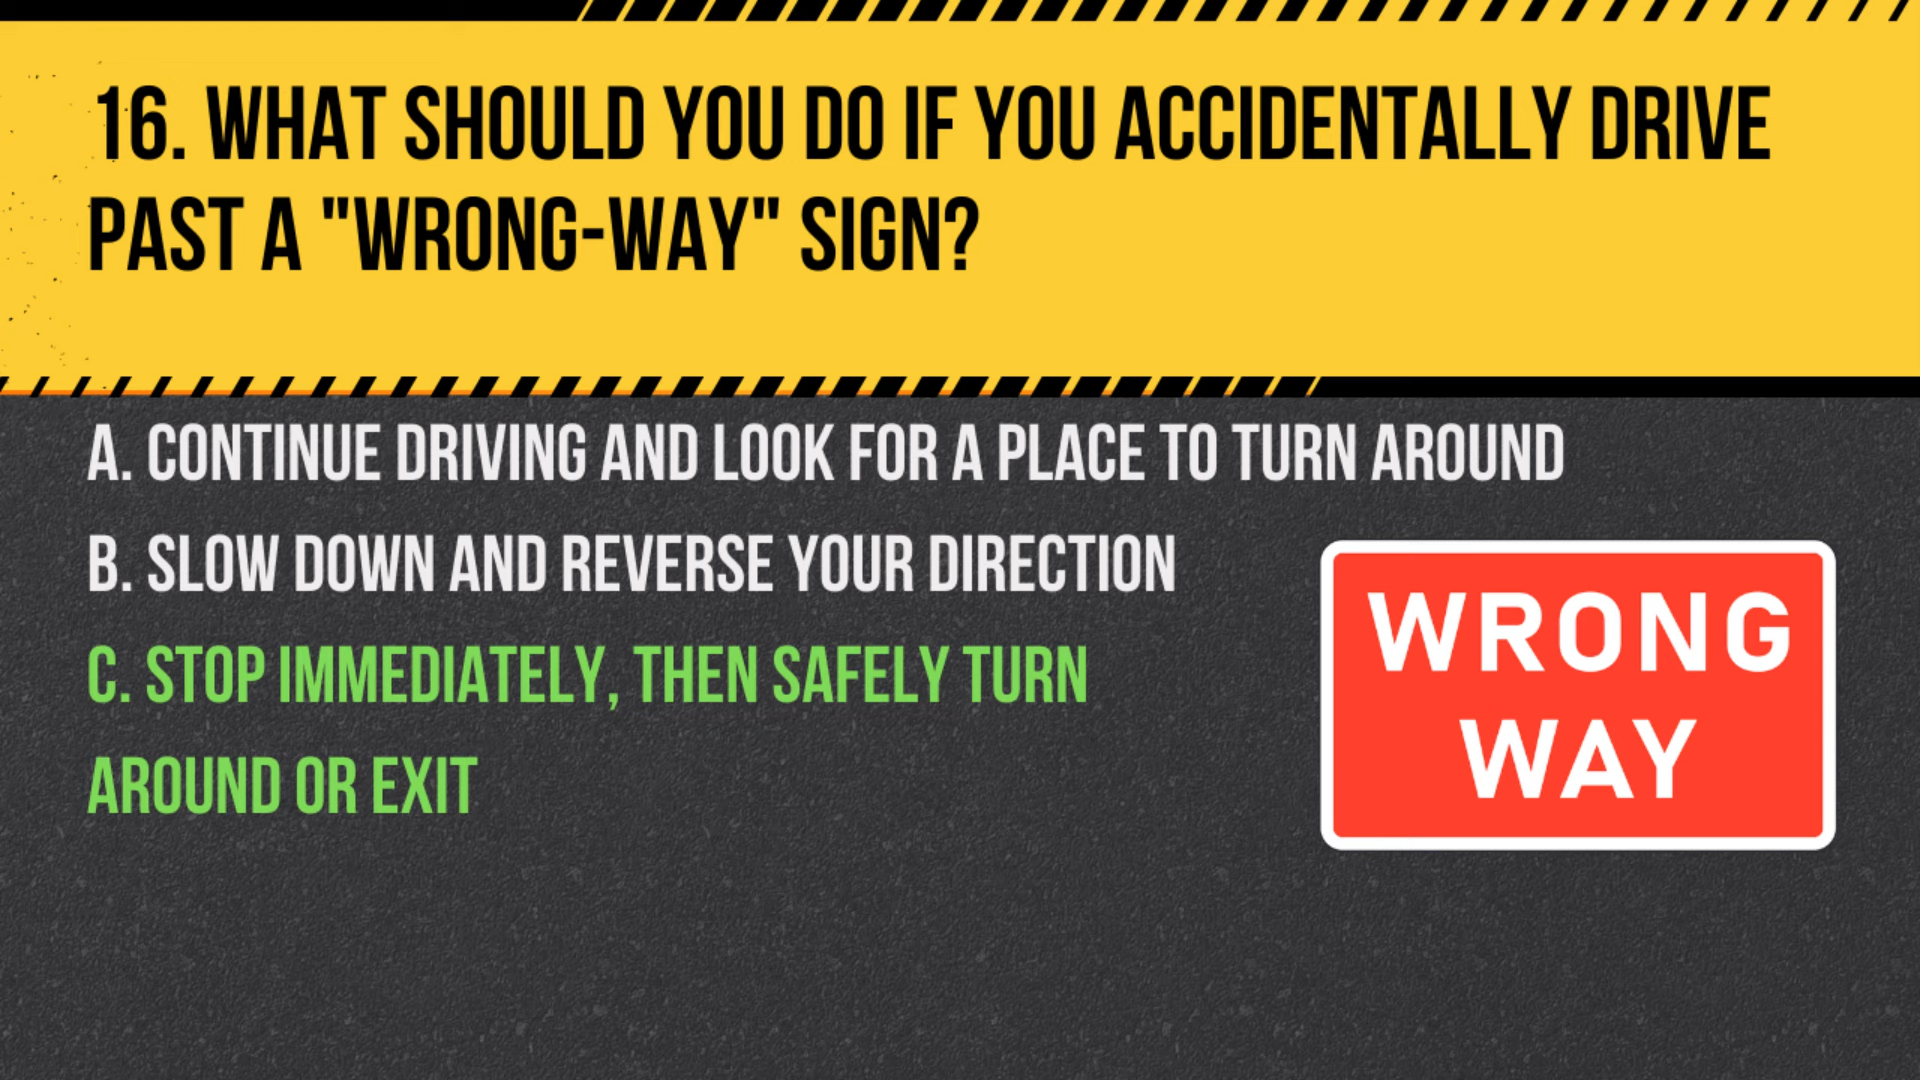 16. WHAT SHOULD YOU DO IF YOU ACCIDENTALLY DRIVE
PAST A "WRONG-WAY" SIGN?
A. CONTINUE DRIVING AND LOOK FOR A PLACE TO TURN AROUND
B. SLOW DOWN AND REVERSE YOUR DIRECTION
C. STOP IMMEDIATELY, THEN SAFELY TURN
AROUND OR EXIT
WRONG
WAY